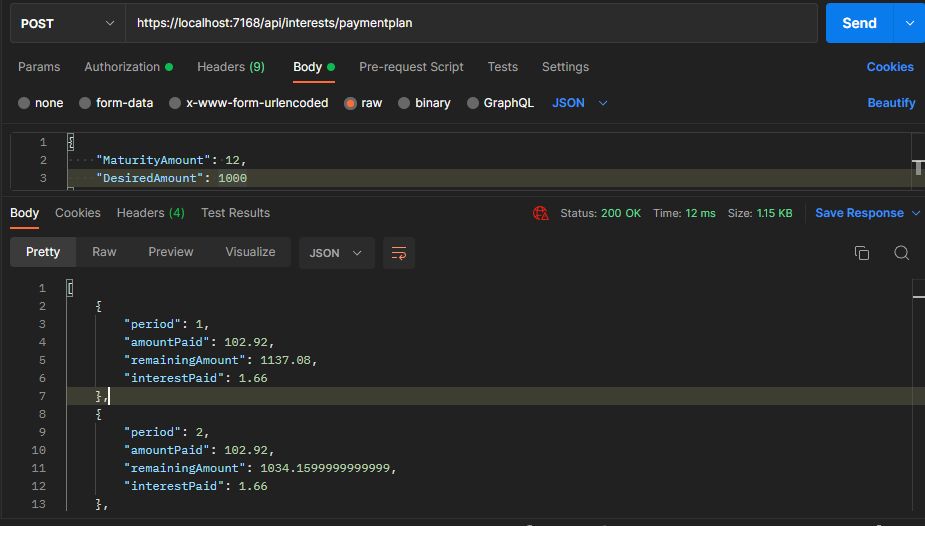 POST https://localhost:7168/api/interests/paymentplan Send
Params Authorization Headers (9) Body Pre-request Script Tests Settings Cookies
none form-data x-www-form-urlencoded raw binary GraphQL JSON Beautify
1 {
2 "MaturityAmount": 12,
3 "DesiredAmount": 1000
Body Cookies Headers (4) Test Results Status: 200 OK Time: 12 ms Size: 1.15 KB Save Response
Pretty Raw Preview Visualize JSON
1 [
2 {
3 "period": 1,
4 "amountPaid": 102.92,
5 "remainingAmount": 1137.08,
6 "interestPaid": 1.66
7 },
8 {
9 "period": 2,
10 "amountPaid": 102.92,
11 "remainingAmount": 1034.1599999999999,
12 "interestPaid": 1.66
13 },